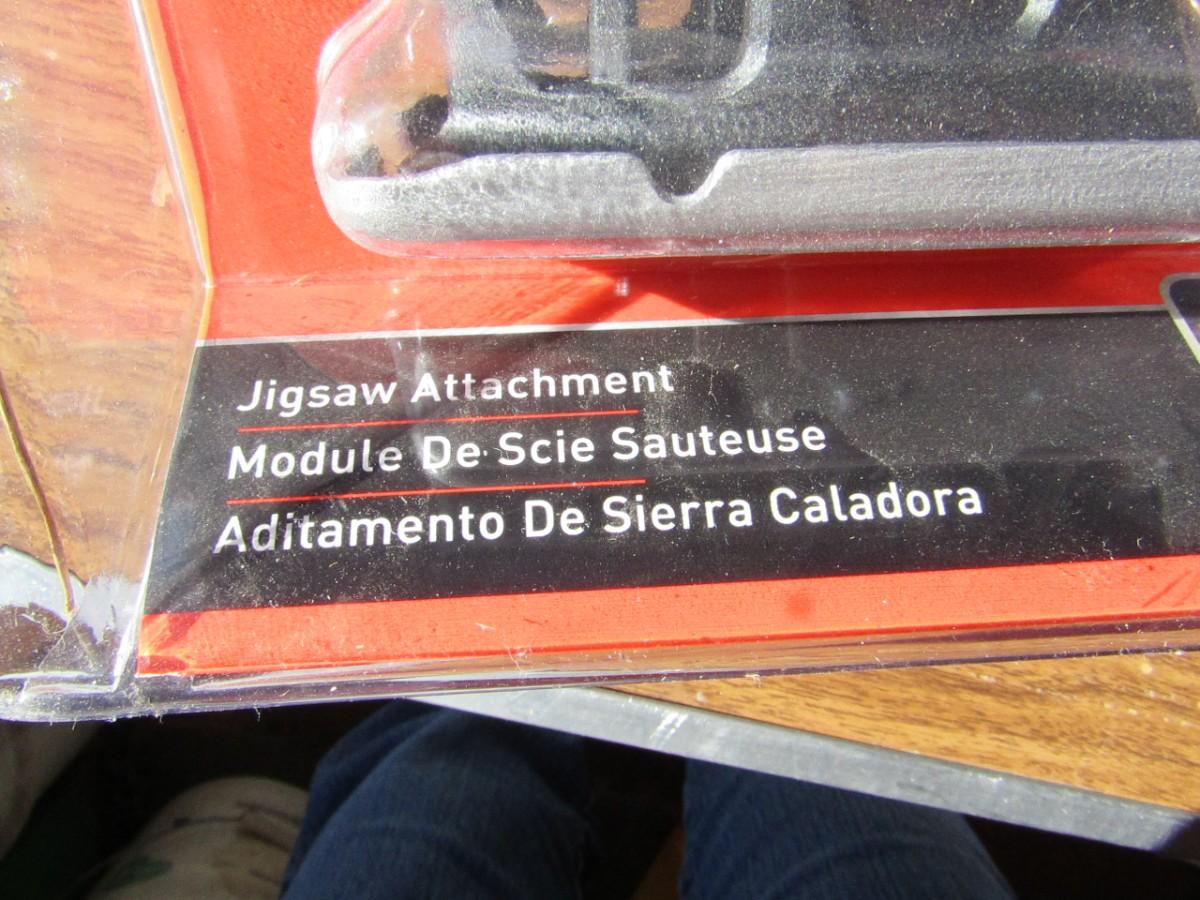 Jigsaw Attachment
Module De Scie Sauteuse
Aditamento De Sierra Caladora